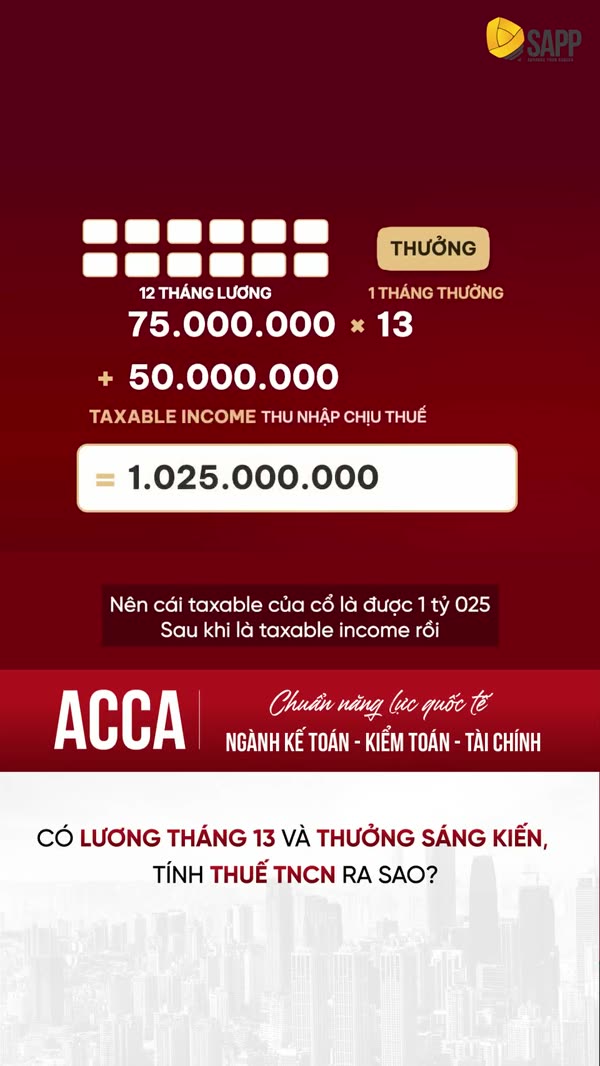 SAPP
THƯỞNG
12 THÁNG LƯƠNG
1 THÁNG THƯỜNG
75.000.000 × 13
+ 50.000.000
TAXABLE INCOME THU NHẬP CHỊU THUẾ
= 1.025.000.000
Nên cái taxable của cổ là được 1 tỷ 025
Sau khi là taxable income rồi
ACCA
Chuẩn năng lực quốc tế
NGÀNH KẾ TOÁN - KIỂM TOÁN - TÀI CHÍNH
CÓ LƯƠNG THÁNG 13 VÀ THƯỞNG SÁNG KIẾN,
TÍNH THUẾ TNCN RA SAO?